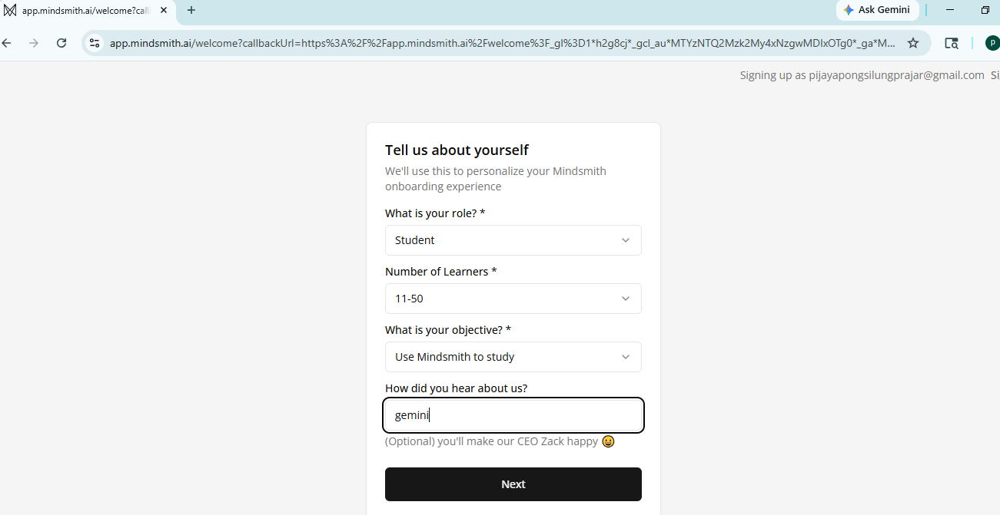 app.mindsmith.ai/welcome?call
Ask Gemini
app.mindsmith.ai/welcome?callbackUrl=https%3A%2F%2Fapp.mindsmith.ai%2Fwelcome%3F_gl%3D1*h2g8cj*_gcl_au*MTYzNTQ2Mzk2My4xNzgwMDIxOTg0*_ga*M...
p
Signing up as pijayapongsilungprajar@gmail.com Si
Tell us about yourself
We'll use this to personalize your Mindsmith
onboarding experience
What is your role? *
Student
Number of Learners *
11-50
What is your objective? *
Use Mindsmith to study
How did you hear about us?
gemini
(Optional) you'll make our CEO Zack happy 😀
Next